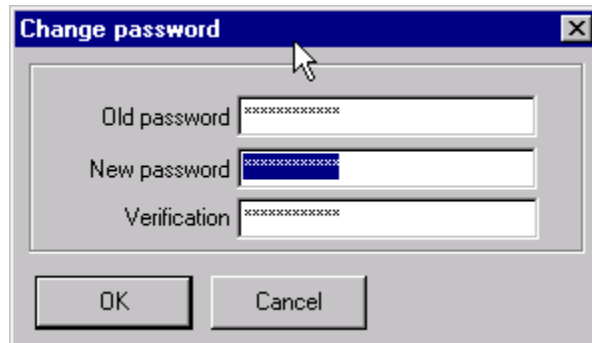 Change password
Old password ************
New password ************
Verification ************
OK Cancel